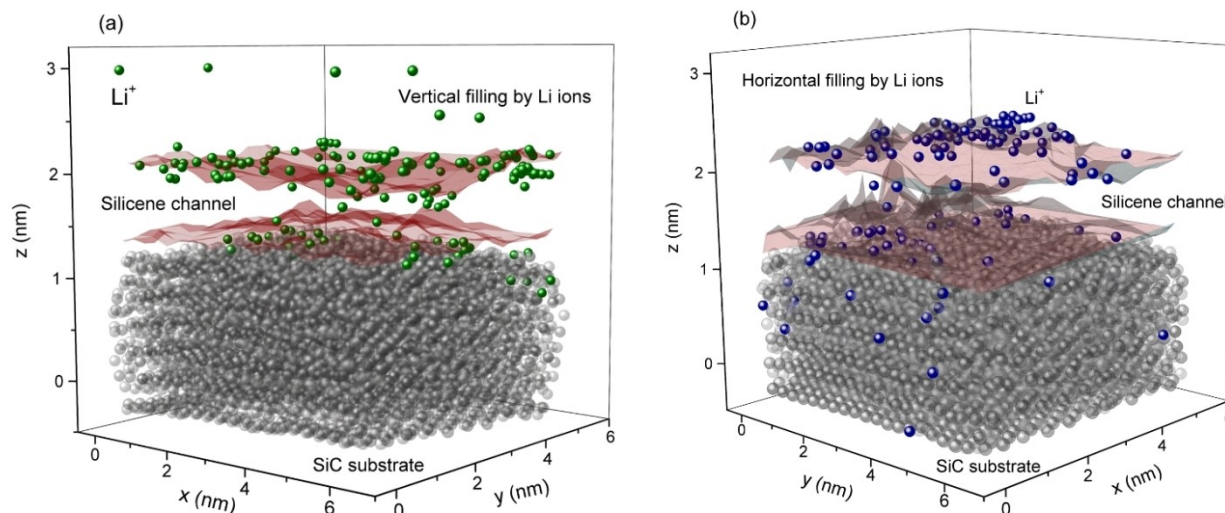 (a)
3
2
1
0
z (nm)
Li⁺
Vertical filling by Li ions
Silicene channel
SiC substrate
0
2
4
6
x (nm)
0
2
4
6
y (nm)
(b)
3
2
1
0
z (nm)
Horizontal filling by Li ions
Li⁺
Silicene channel
SiC substrate
0
2
4
6
y (nm)
0
2
4
x (nm)